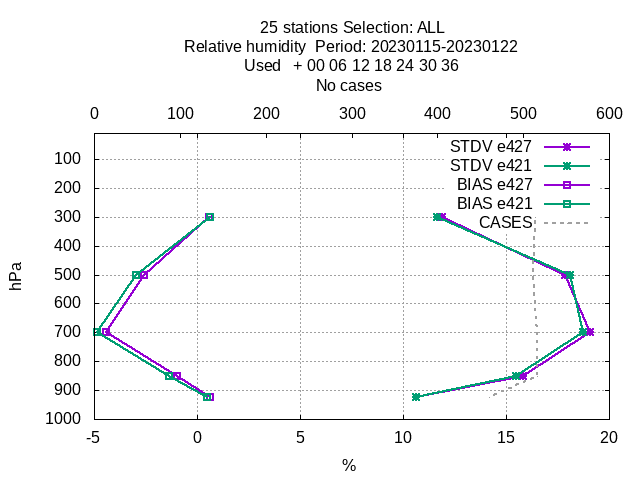 25 stations Selection: ALL
Relative humidity  Period: 20230115-20230122
Used   + 00 06 12 18 24 30 36
No cases
0 100 200 300 400 500 600
STDV e427
STDV e421
BIAS e427
BIAS e421
CASES
100
200
300
400
500
600
700
800
900
1000
hPa
-5 0 5 10 15 20
%